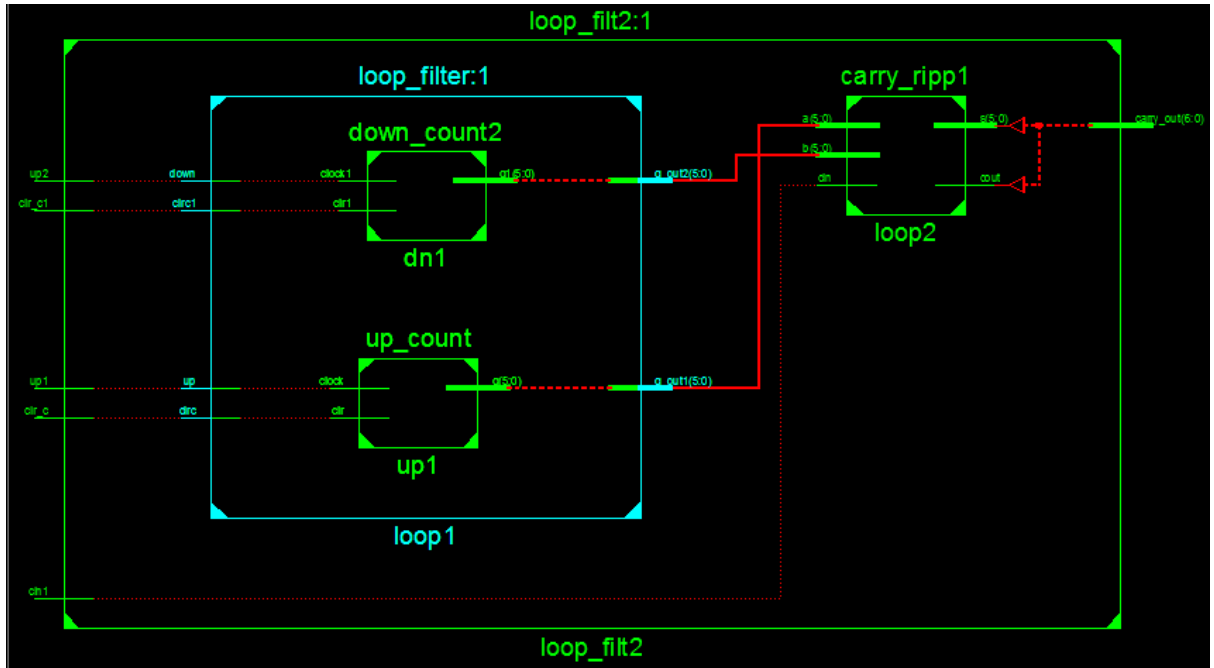 loop_filt2:1
loop_filter:1
carry_ripp1
down_count2
a(5:0)
s(5:0)
carry_out(6:0)
b(5:0)
up2
down
clock1
q1(5:0)
q_out2(5:0)
cin
cout
clr_c1
clrc1
clr1
dn1
loop2
up_count
up1
up
clock
q(5:0)
q_out1(5:0)
clr_c
clrc
clr
up1
loop1
cin1
loop_filt2